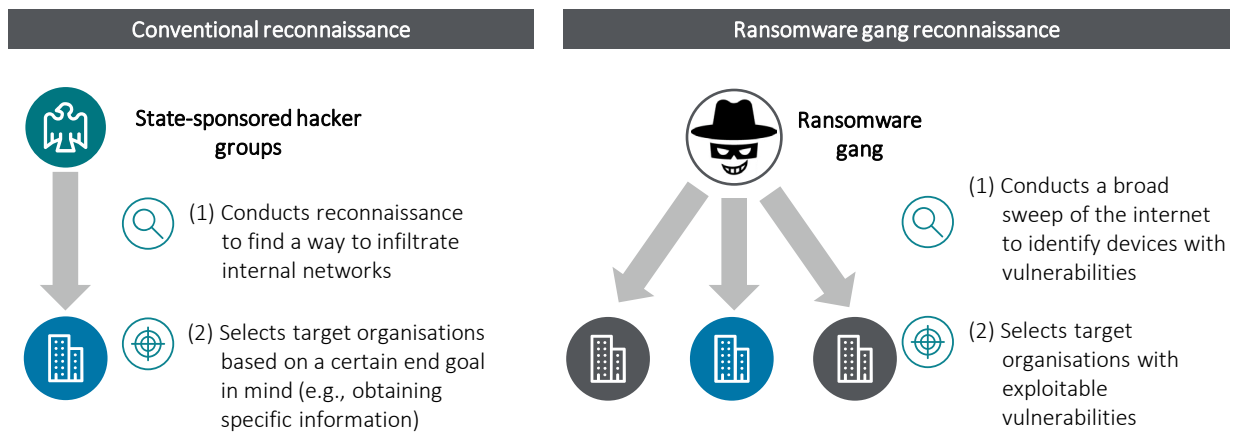 Conventional reconnaissance
State-sponsored hacker
groups
(1) Conducts reconnaissance
to find a way to infiltrate
internal networks
(2) Selects target organisations
based on a certain end goal
in mind (e.g., obtaining
specific information)
Ransomware gang reconnaissance
Ransomware
gang
(1) Conducts a broad
sweep of the internet
to identify devices with
vulnerabilities
(2) Selects target
organisations with
exploitable
vulnerabilities